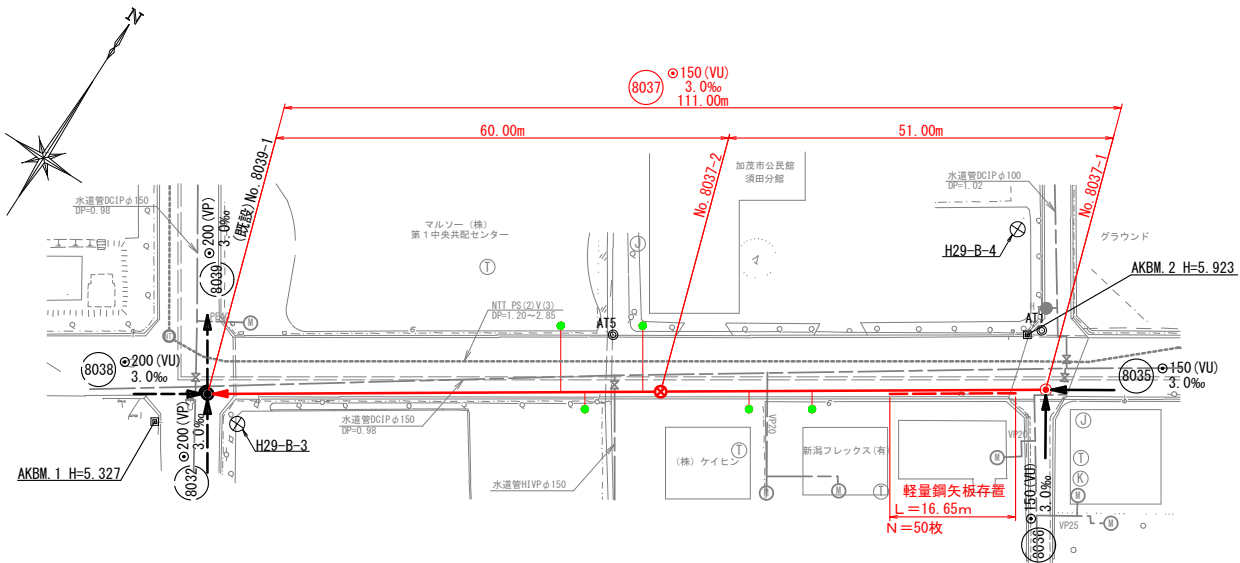 N
8037
150(VU)
3.0‰
111.00m
60.00m
51.00m
(既設)No.8039-1
No.8037-2
No.8037-1
水道管DCIPφ150
DP=0.98
200(VP)
3.0‰
8039
マルソー（株）
第１中央共配センター
T
J
加茂市公民館
須田分館
水道管DCIPφ100
DP=1.02
H29-B-4
グラウンド
AKBM.2 H=5.923
NTT PS(2)V(3)
DP=1.20～2.85
AT5
M
H
8038
200(VU)
3.0‰
8035
150(VU)
3.0‰
水道管DCIPφ150
DP=0.98
H29-B-3
AKBM.1 H=5.327
200(VP)
3.0‰
8032
水道管HIVPφ150
（株）ケイヒン
T
VP20
M
M
新潟フレックス(有)
T
VP20
M
軽量鋼矢板存置
L＝16.65m
N＝50枚
150(VU)
3.0‰
8036
J
T
K
M
VP25
M